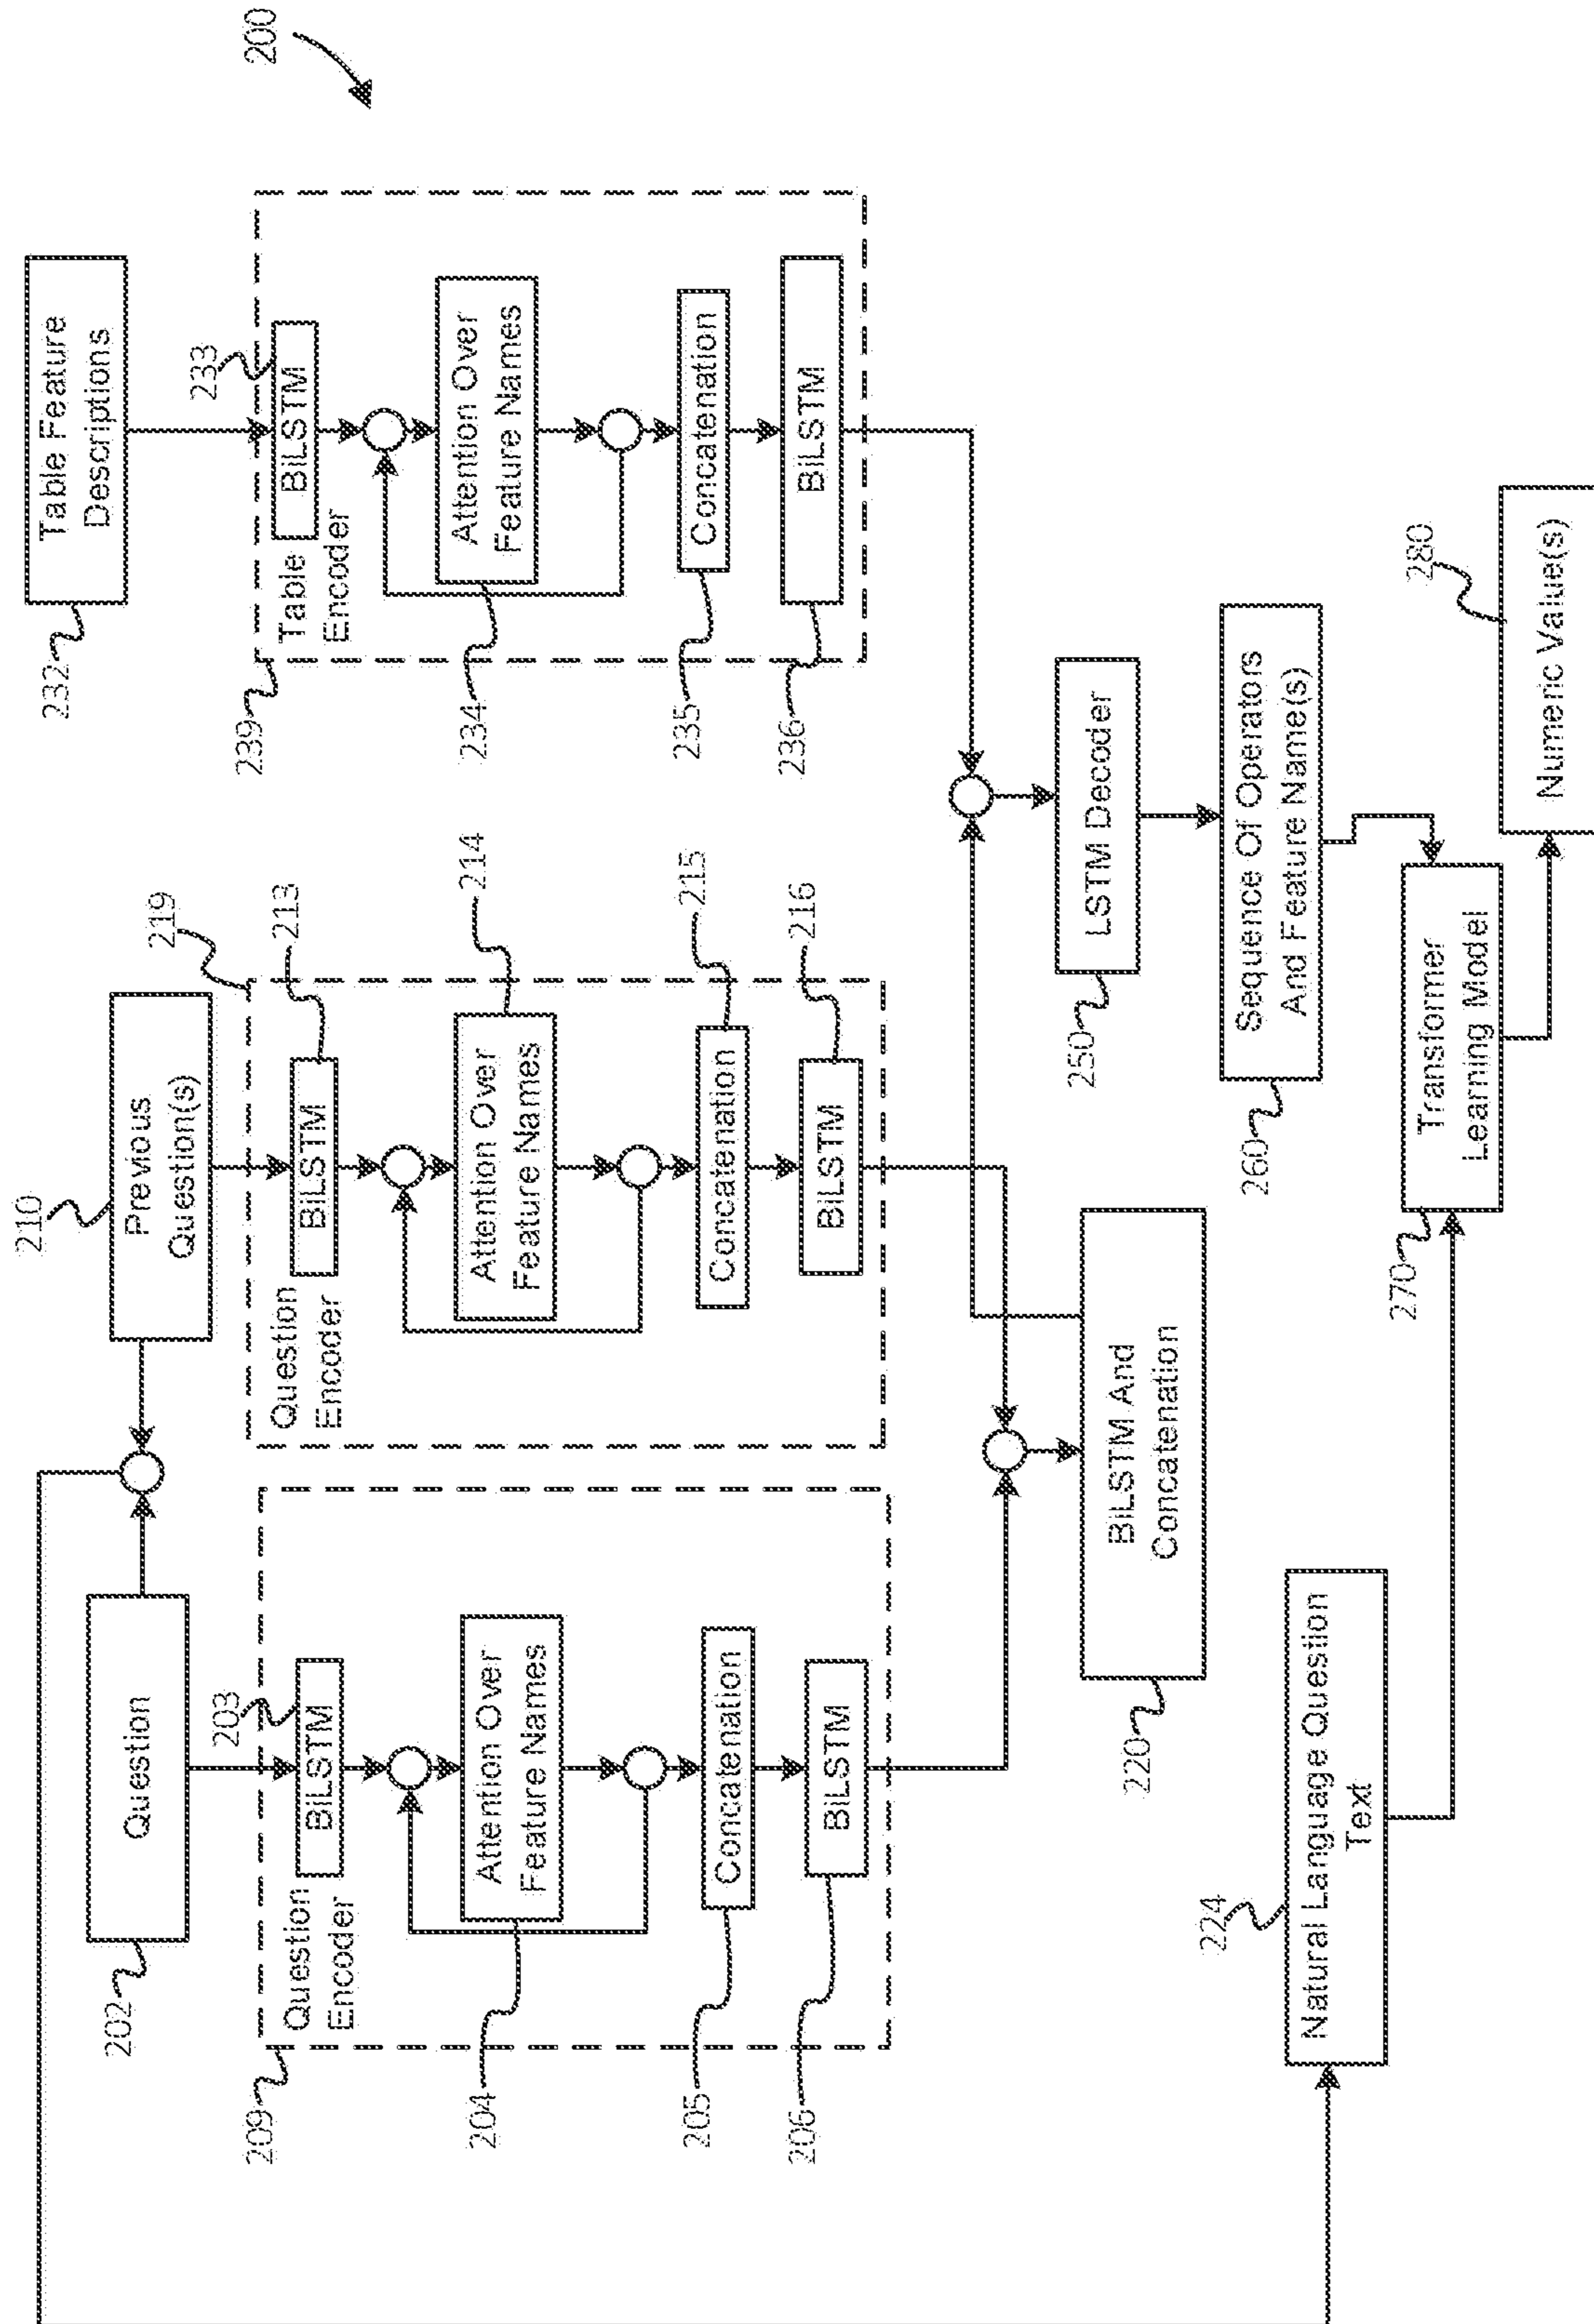 200
210
202
Question
Previous
Question(s)
232
Table Feature
Descriptions
209
Question
Encoder
203
BiLSTM
204
Attention Over
Feature Names
205
Concatenation
206
BiLSTM
219
Question
Encoder
213
BiLSTM
214
Attention Over
Feature Names
215
Concatenation
216
BiLSTM
239
Table
Encoder
233
BiLSTM
234
Attention Over
Feature Names
235
Concatenation
236
BiLSTM
220
BiLSTM And
Concatenation
250
LSTM Decoder
224
Natural Language Question
Text
260
Sequence Of Operators
And Feature Name(s)
270
Transformer
Learning Model
280
Numeric Value(s)